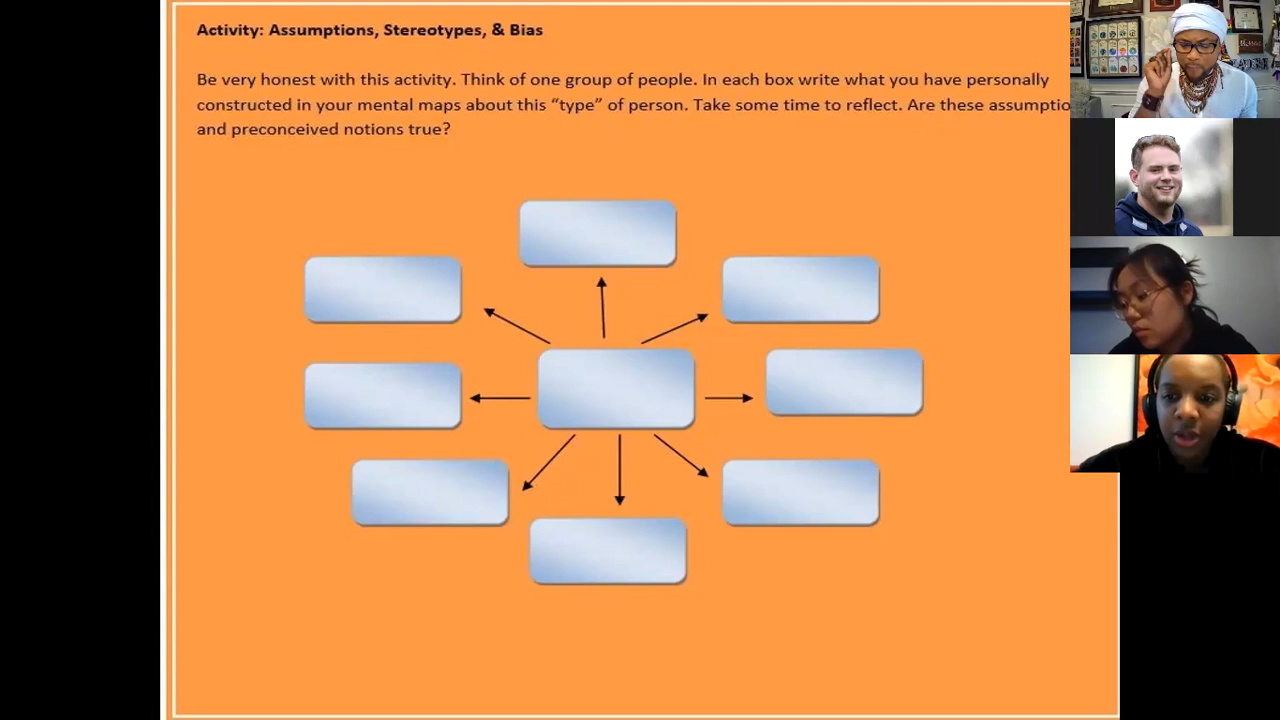 Activity: Assumptions, Stereotypes, & Bias
Be very honest with this activity. Think of one group of people. In each box write what you have personally
constructed in your mental maps about this “type” of person. Take some time to reflect. Are these assumptio
and preconceived notions true?